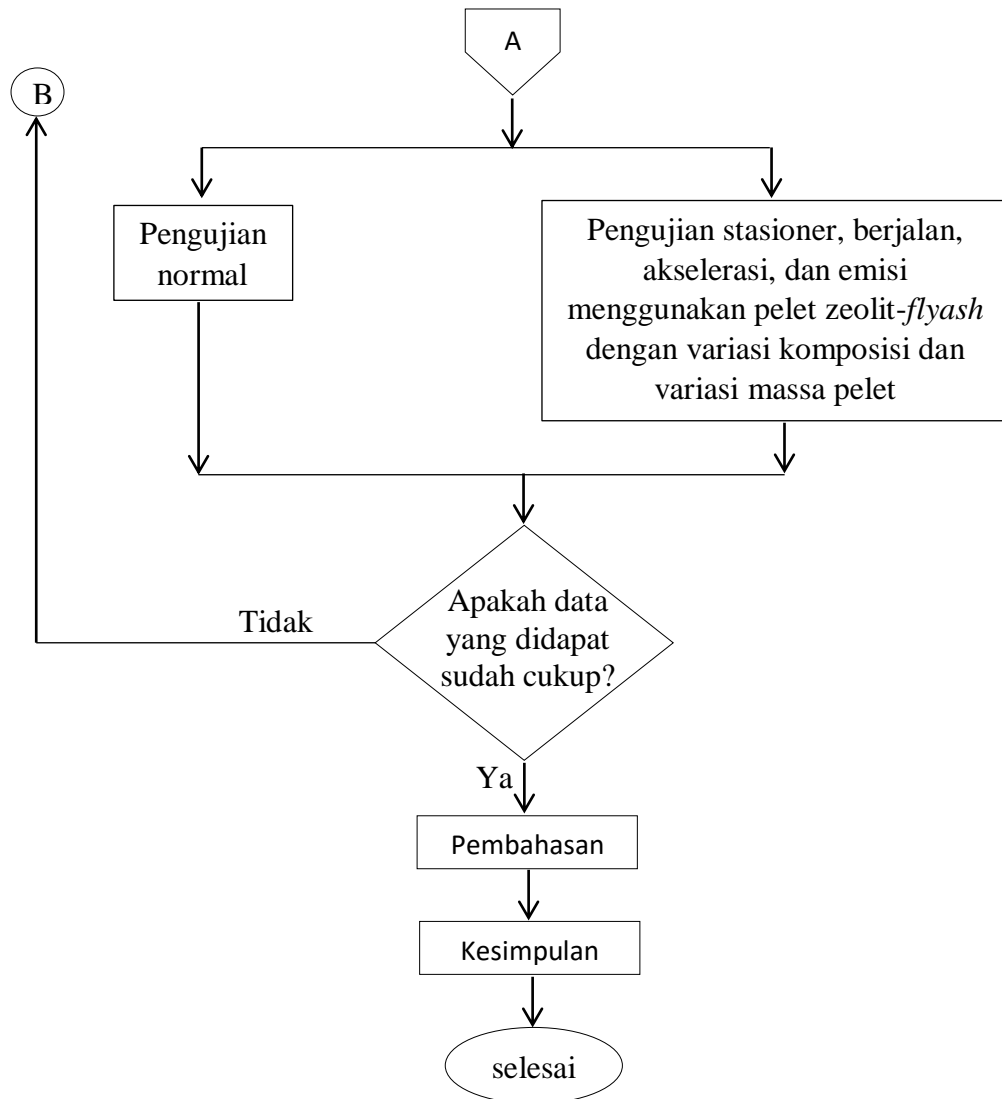 A
B
Pengujian
normal
Pengujian stasioner, berjalan,
akselerasi, dan emisi
menggunakan pelet zeolit-flyash
dengan variasi komposisi dan
variasi massa pelet
Apakah data
yang didapat
sudah cukup?
Tidak
Ya
Pembahasan
Kesimpulan
selesai